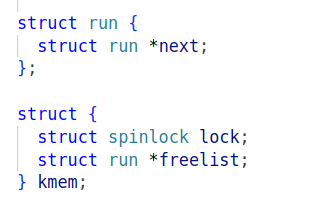 struct run {
  struct run *next;
};

struct {
  struct spinlock lock;
  struct run *freelist;
} kmem;